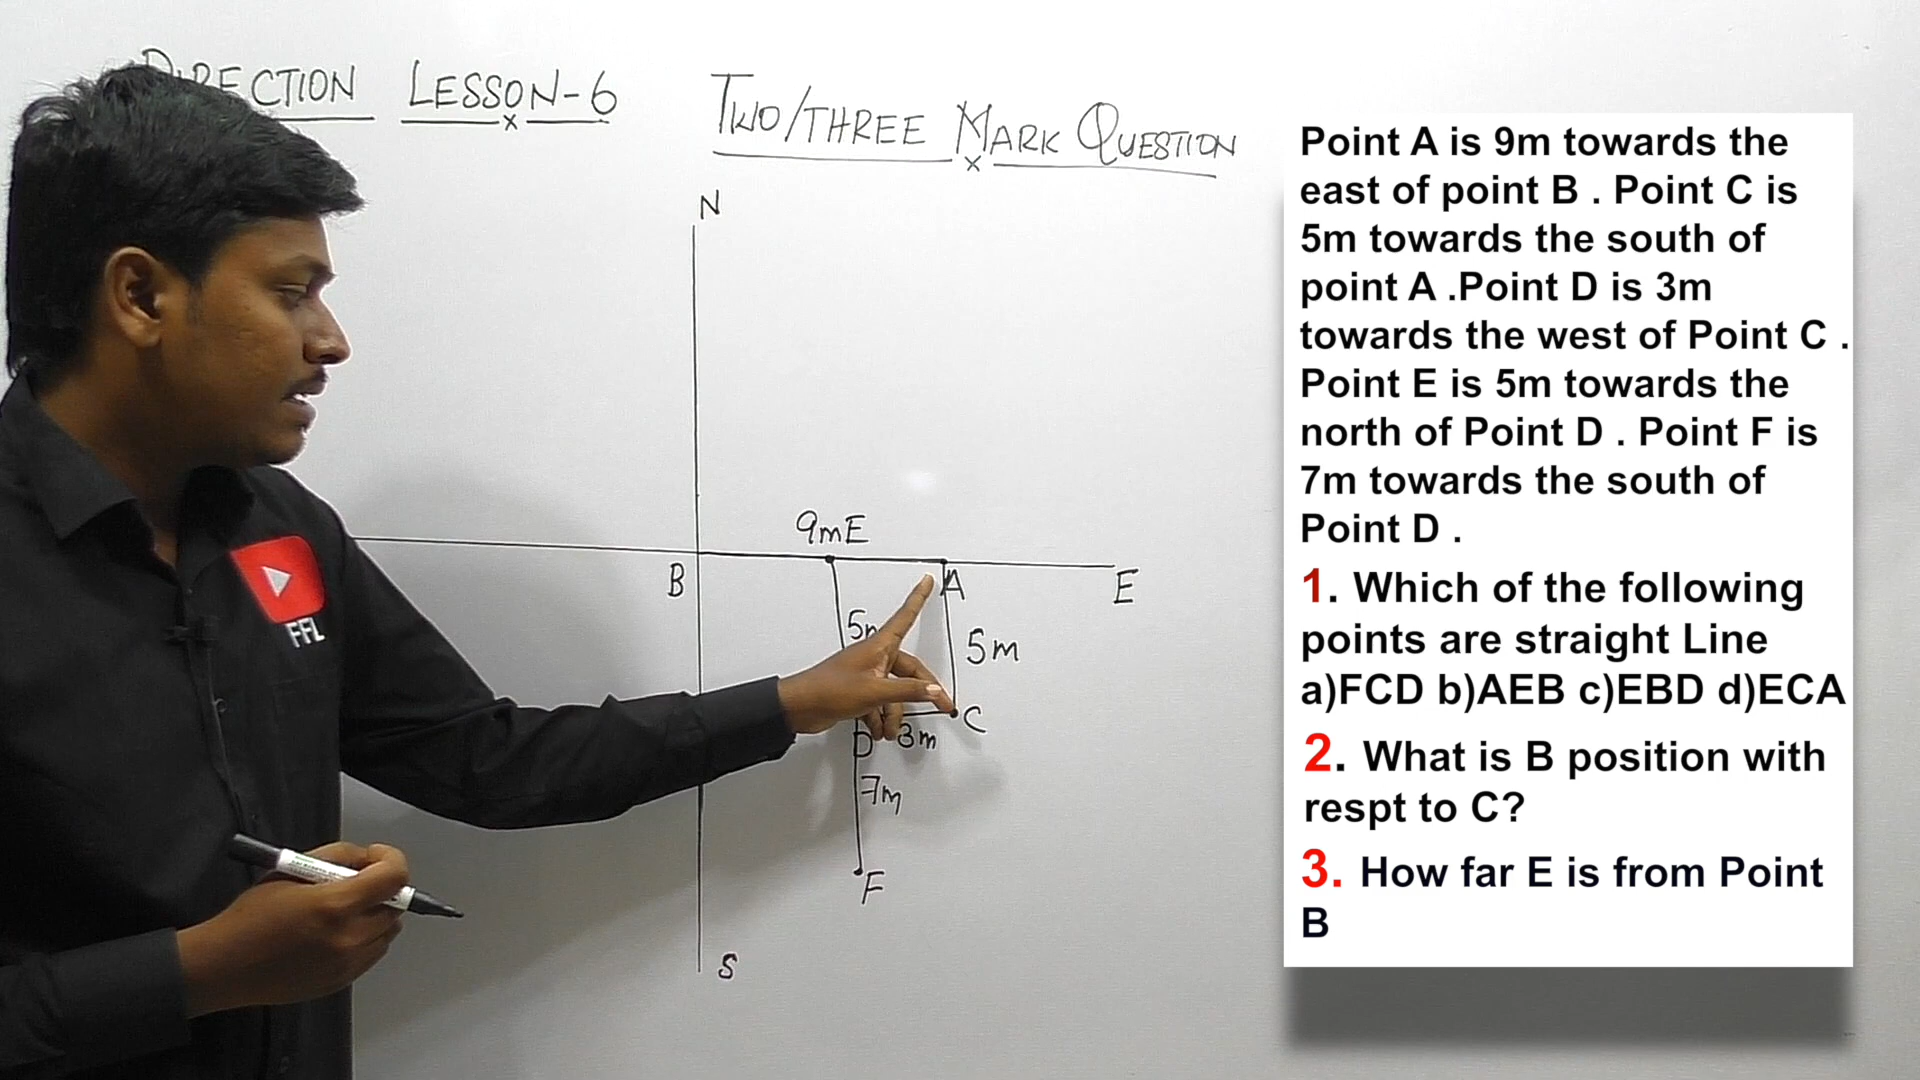 DIRECTION LESSON-6
TWO/THREE MARK QUESTION
N
9m E
B
A
E
5m
5m
D
3m
C
7m
F
S
FFL
Point A is 9m towards the
east of point B . Point C is
5m towards the south of
point A .Point D is 3m
towards the west of Point C .
Point E is 5m towards the
north of Point D . Point F is
7m towards the south of
Point D .
1. Which of the following
points are straight Line
a)FCD b)AEB c)EBD d)ECA
2. What is B position with
respt to C?
3. How far E is from Point
B